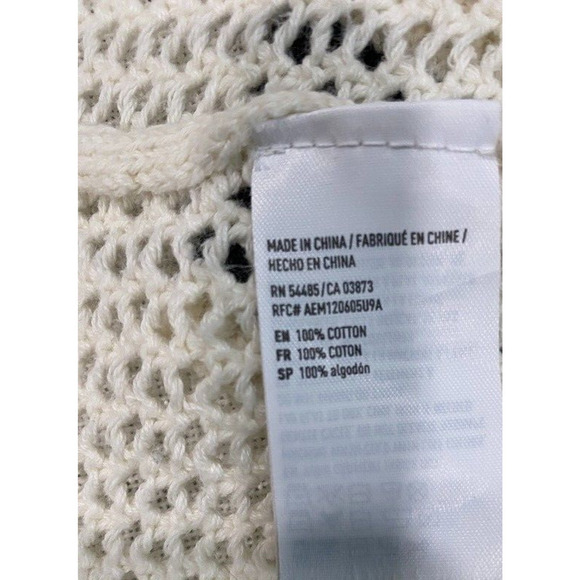 MADE IN CHINA / FABRIQUÉ EN CHINE /
HECHO EN CHINA
RN 54485 / CA 03873
RFC# AEM120605U9A
EN 100% COTTON
FR 100% COTON
SP 100% algodón